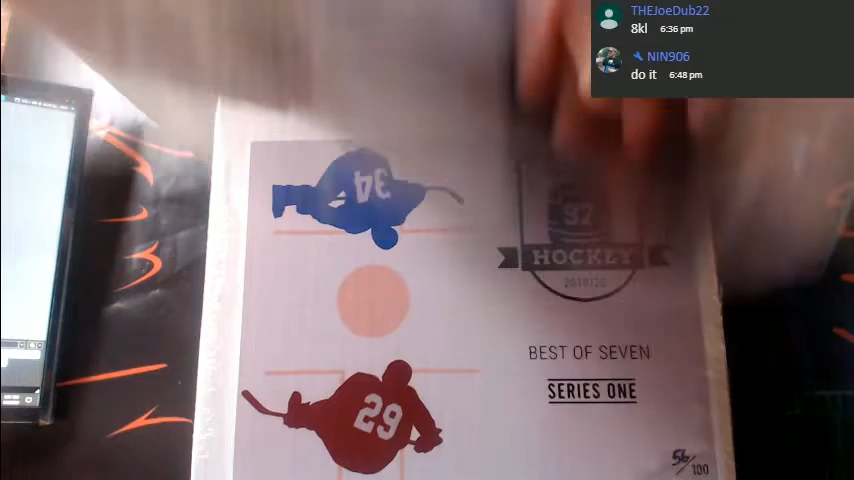 THEJoeDub22
8kl 6:36 pm
NIN906
do it 6:48 pm
34
97
HOCKEY
2019/20
BEST OF SEVEN
SERIES ONE
29
56/100